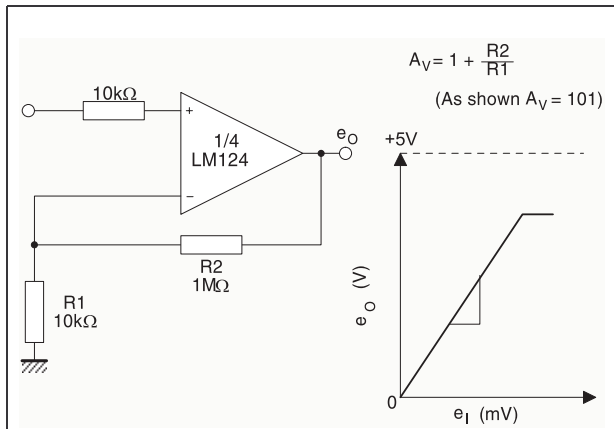 A_V = 1 + R2/R1
(As shown A_V = 101)
10kΩ
+
1/4
LM124
−
e_O
+5V
R2
1MΩ
R1
10kΩ
e_O (V)
0
e_I (mV)